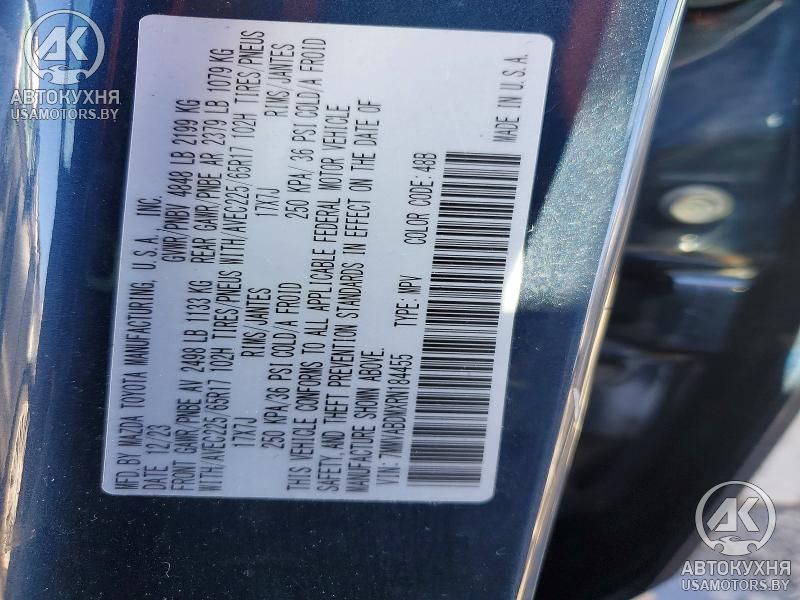 MFD.BY MAZDA TOYOTA MANUFACTURING, U.S.A., INC.
DATE 12/23 GVWR/PNBV 4848 LB 2199 KG
FRONT GAWR/PNBE AV 2498 LB 1133 KG REAR GAWR/PNBE AR 2379 LB 1079 KG
WITH/AVEC225/65R17 102H TIRES/PNEUS WITH/AVEC225/65R17 102H TIRES/PNEUS
17X7J RIMS/JANTES 17X7J RIMS/JANTES
250 KPA/36 PSI COLD/A FROID 250 KPA/36 PSI COLD/A FROID
THIS VEHICLE CONFORMS TO ALL APPLICABLE FEDERAL MOTOR VEHICLE
SAFETY, AND THEFT PREVENTION STANDARDS IN EFFECT ON THE DATE OF
MANUFACTURE SHOWN ABOVE.
TYPE: MPV COLOR CODE: 48B
MADE IN U.S.A.
АК
АВТОКУХНЯ
USAMOTORS.BY
АК
АВТОКУХНЯ
USAMOTORS.BY